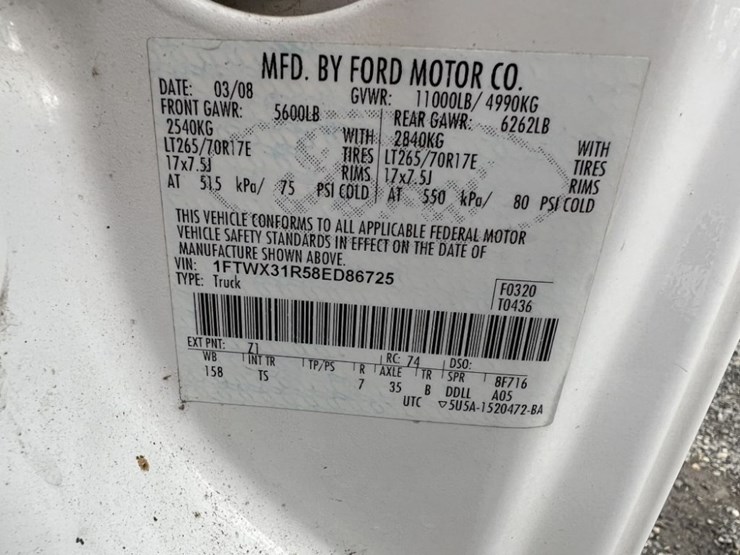 MFD. BY FORD MOTOR CO.
DATE: 03/08 GVWR: 11000LB/4990KG
FRONT GAWR: 5600LB REAR GAWR: 6262LB
2540KG WITH 2840KG WITH
LT265/70R17E TIRES LT265/70R17E TIRES
17x7.5J RIMS 17x7.5J RIMS
AT 515 kPa/ 75 PSI COLD AT 550 kPa/ 80 PSI COLD
THIS VEHICLE CONFORMS TO ALL APPLICABLE FEDERAL MOTOR
VEHICLE SAFETY STANDARDS IN EFFECT ON THE DATE OF
MANUFACTURE SHOWN ABOVE.
VIN: 1FTWX31R58ED86725 F0320
TYPE: Truck T0436
EXT PNT: Z1 RC: 74 DSO:
WB INT TR TP/PS R AXLE TR SPR 8F716
158 TS 7 35 B DDLL A05
UTC ▽5U5A-1520472-BA